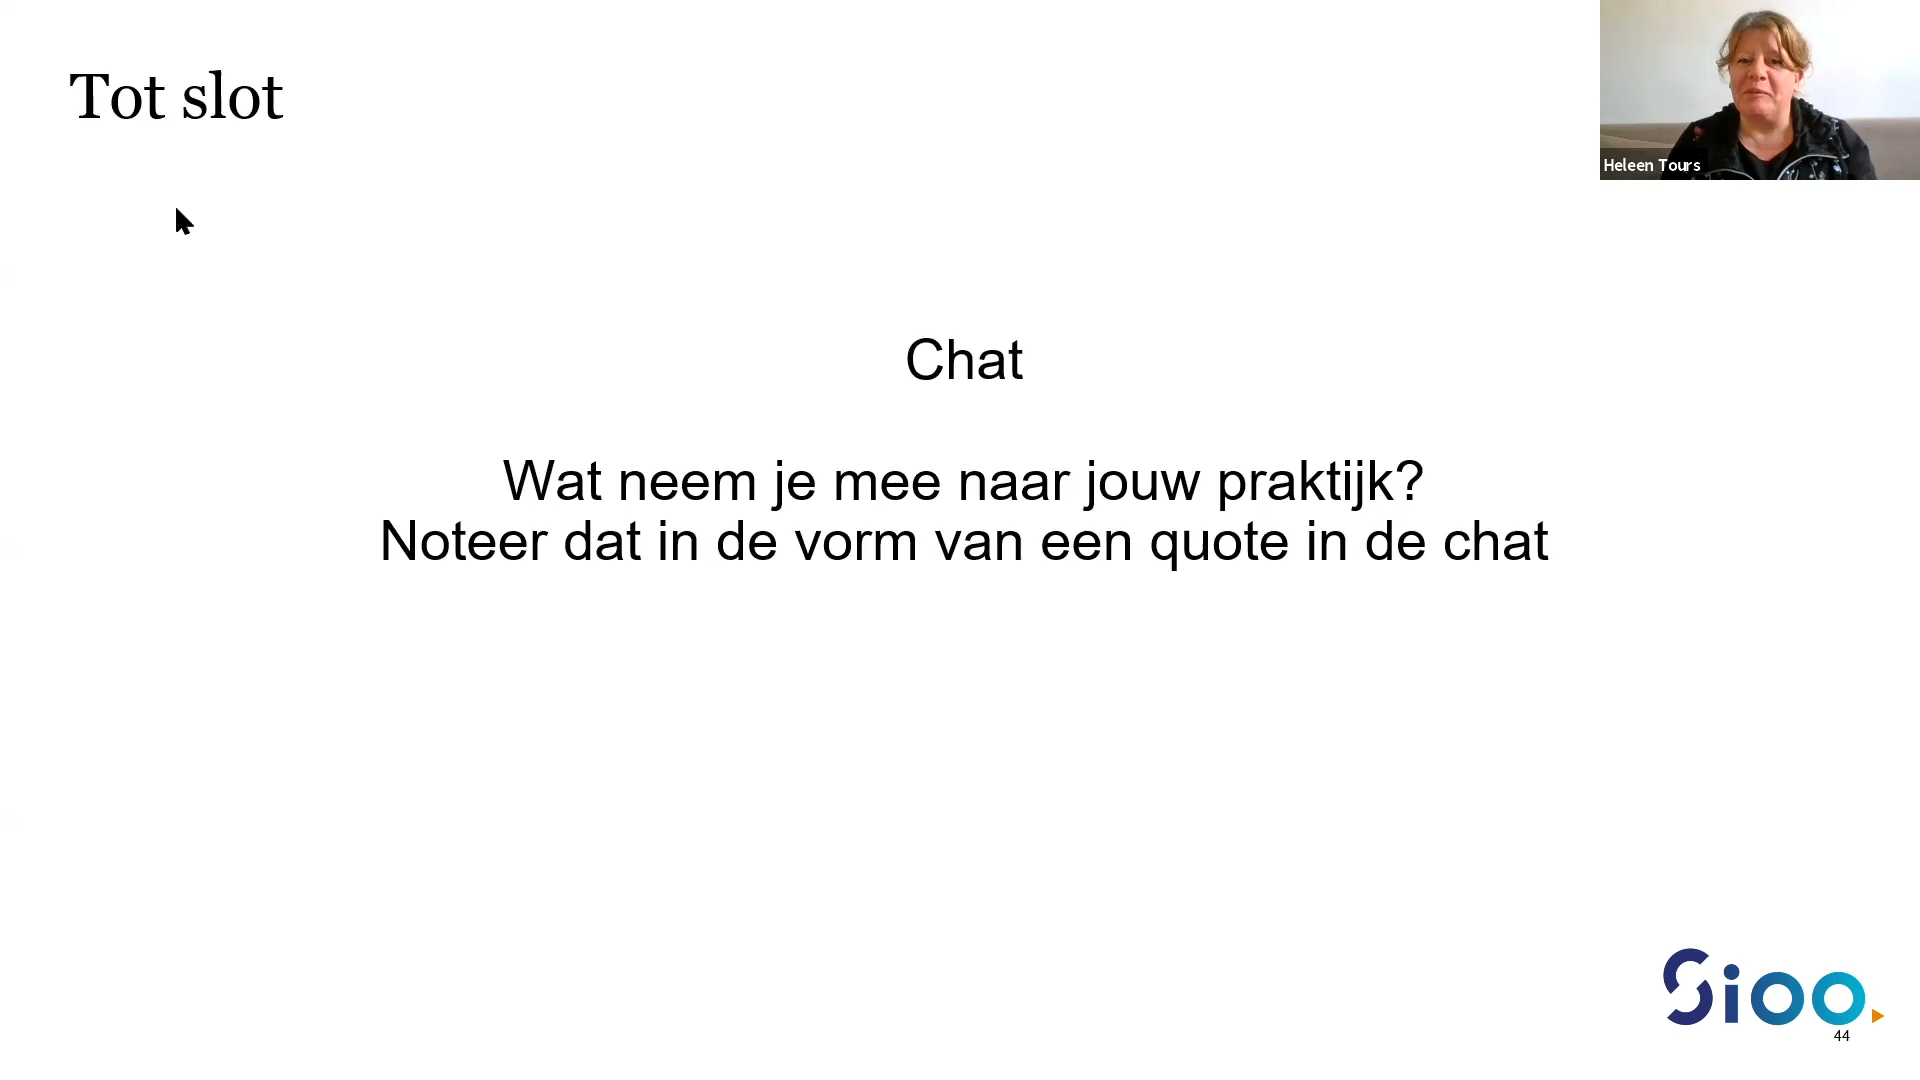 Tot slot
Heleen Tours
Chat
Wat neem je mee naar jouw praktijk?
Noteer dat in de vorm van een quote in de chat
Sioo
44